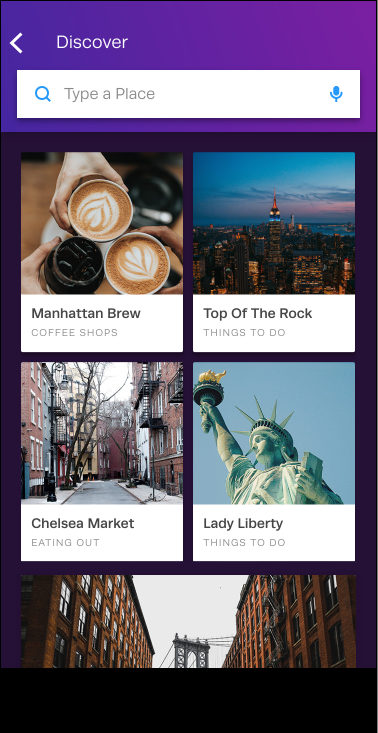 Discover
Type a Place
Manhattan Brew
COFFEE SHOPS
Top Of The Rock
THINGS TO DO
Chelsea Market
EATING OUT
Lady Liberty
THINGS TO DO